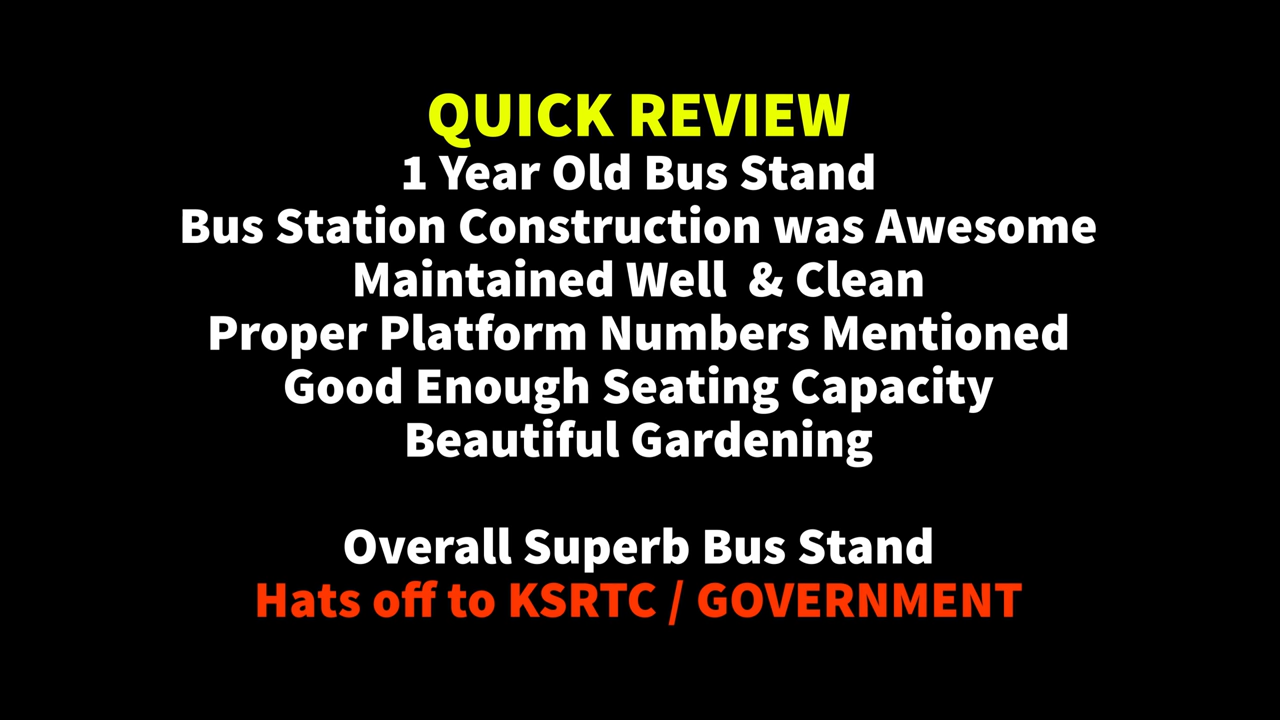 QUICK REVIEW
1 Year Old Bus Stand
Bus Station Construction was Awesome
Maintained Well  & Clean
Proper Platform Numbers Mentioned
Good Enough Seating Capacity
Beautiful Gardening
Overall Superb Bus Stand
Hats off to KSRTC / GOVERNMENT